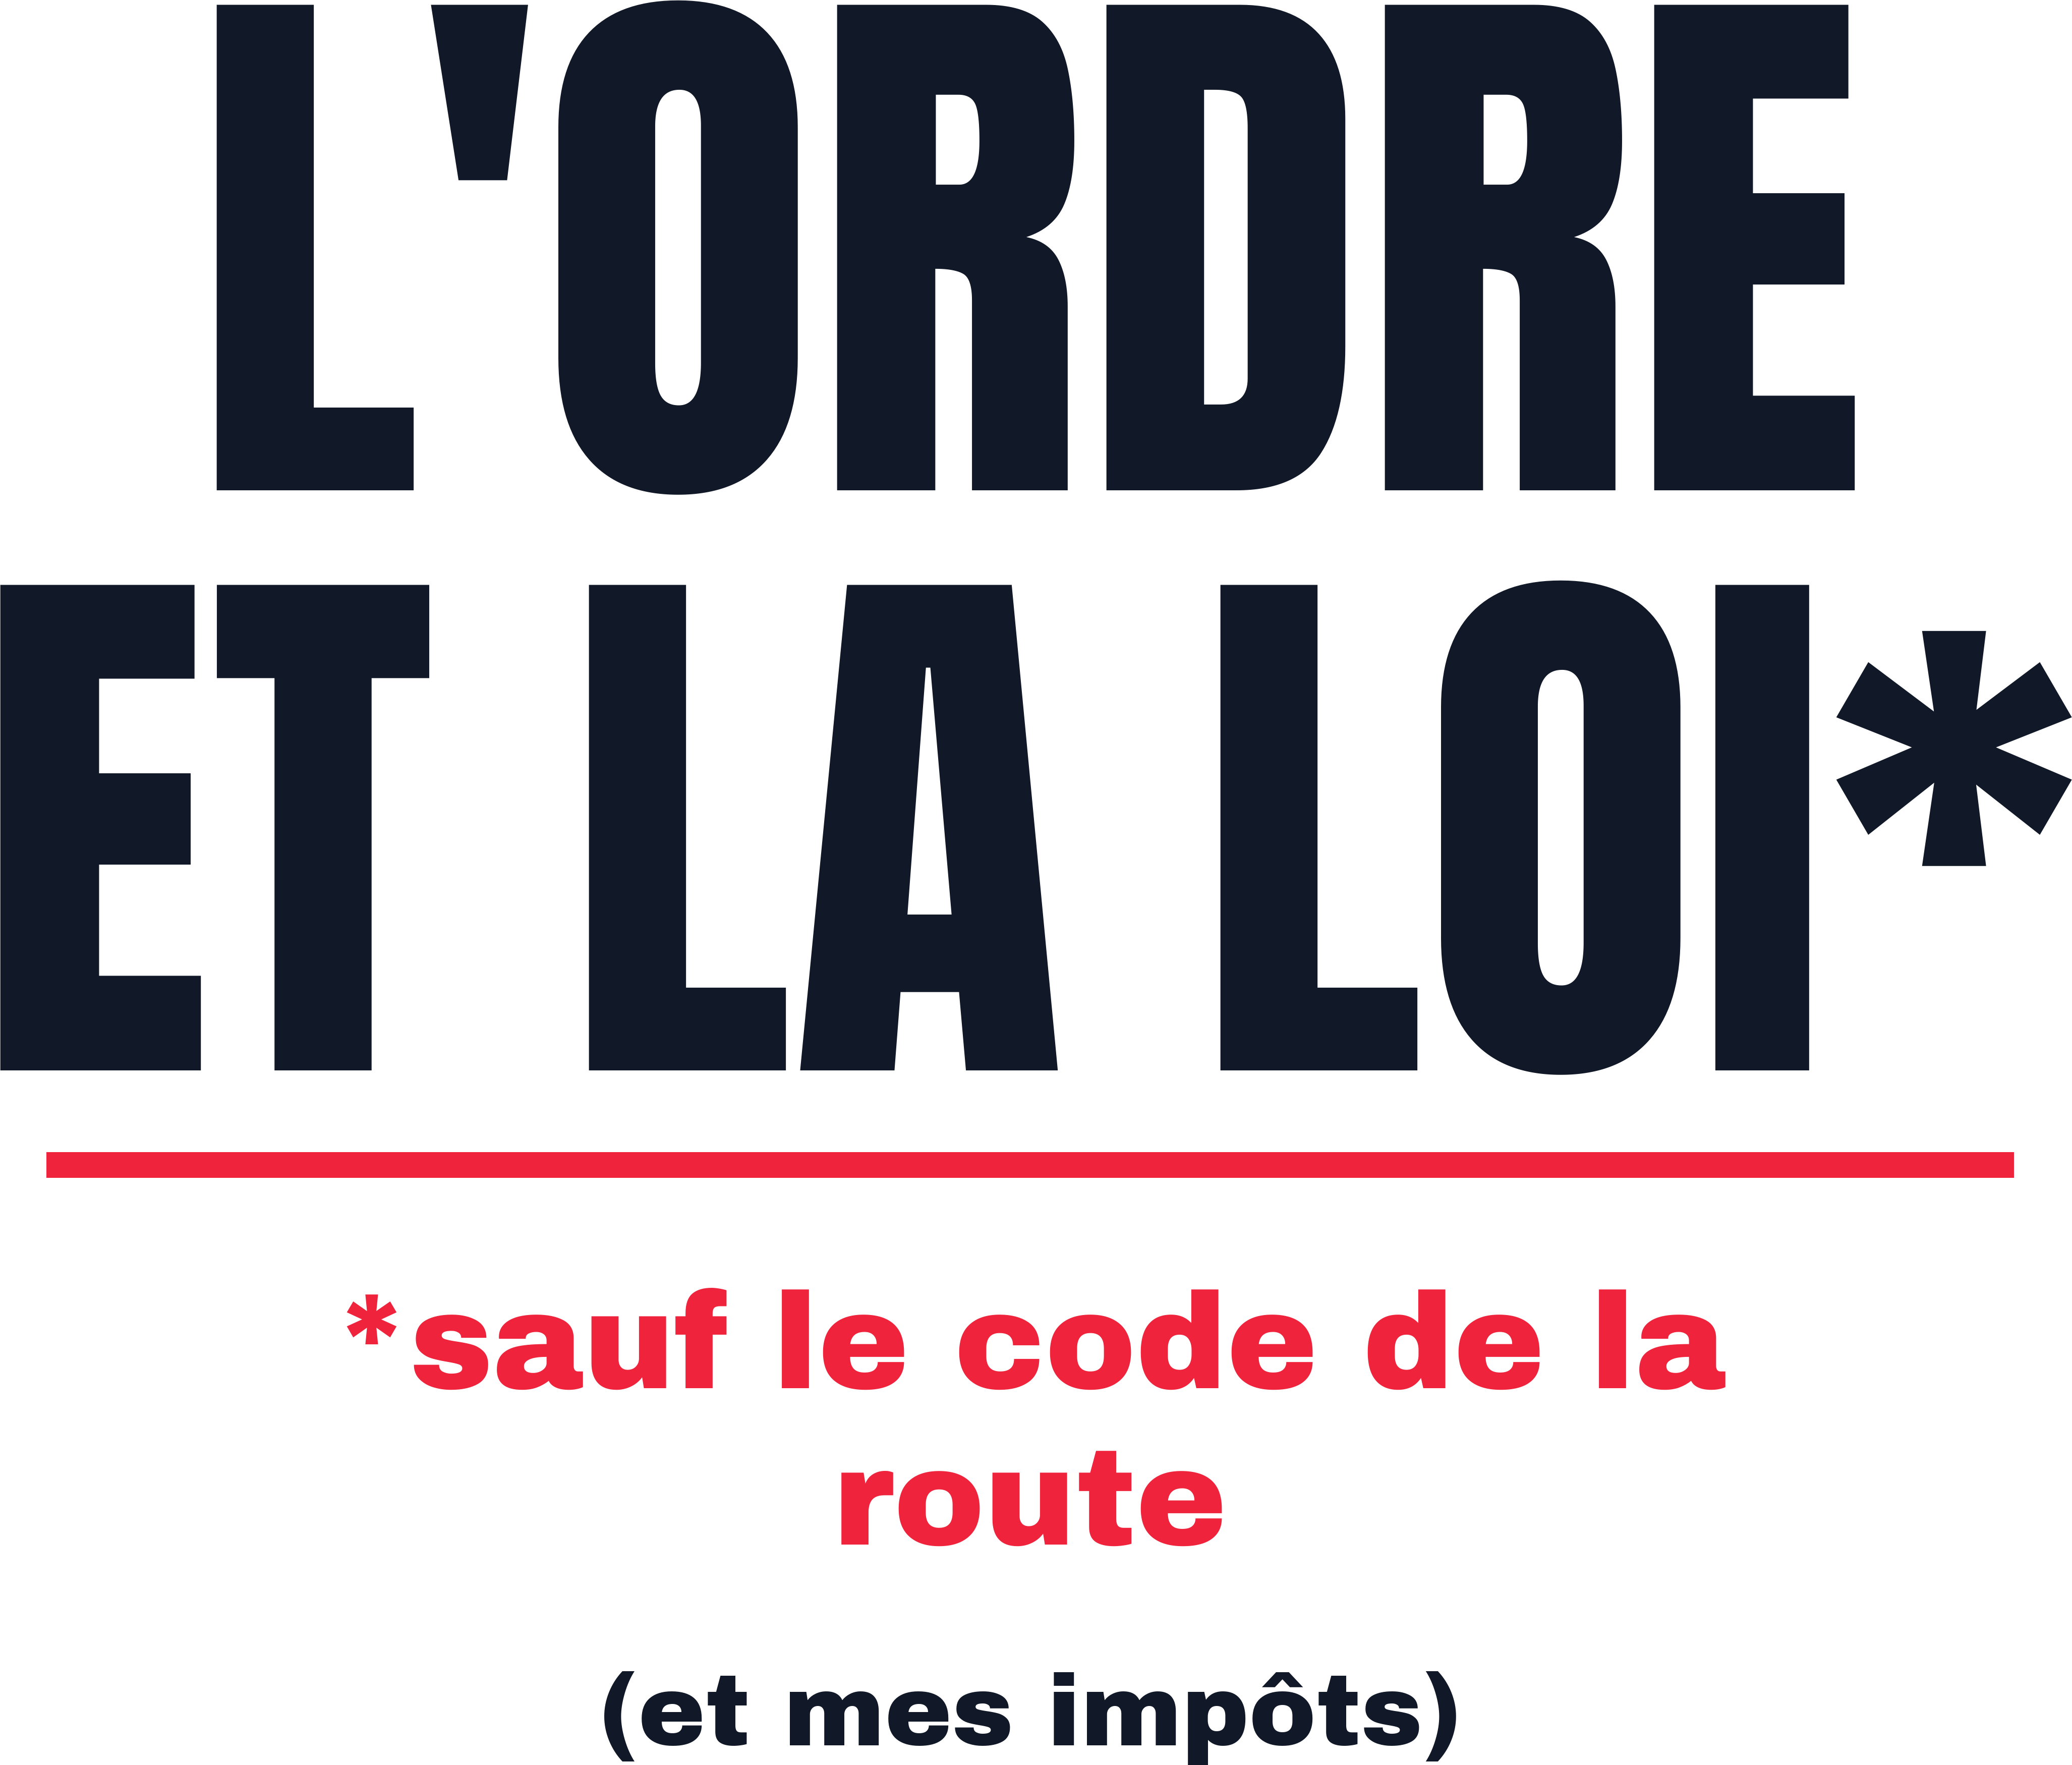 L'ORDRE
ET LA LOI*
*sauf le code de la
route
(et mes impôts)